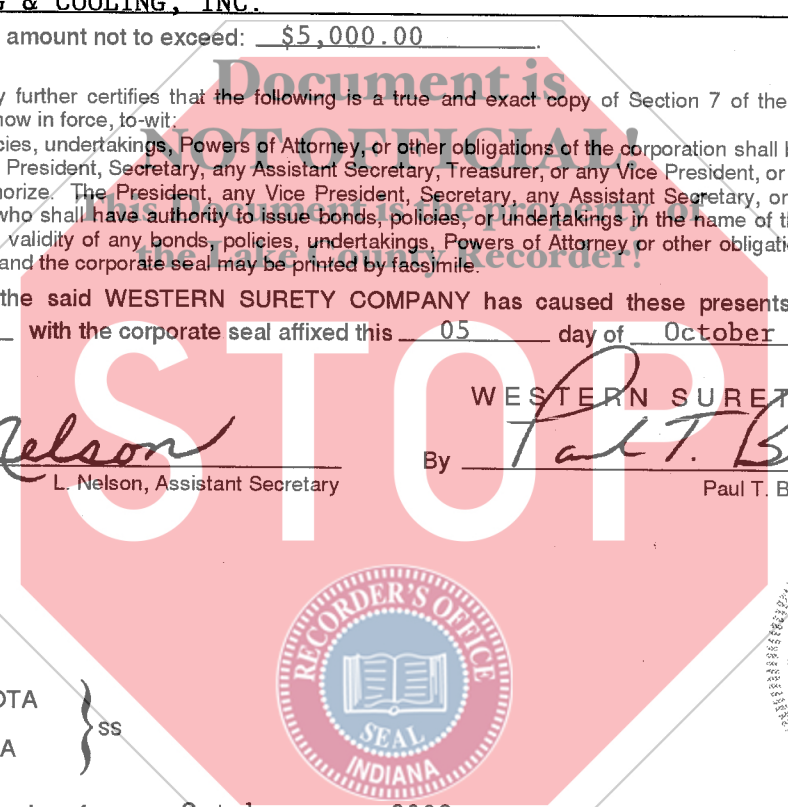 & COOLING, INC.
amount not to exceed: $5,000.00.
Document is
further certifies that the following is a true and exact copy of Section 7 of the
now in force, to-wit:
NOT OFFICIAL!
undertakings, Powers of Attorney, or other obligations of the corporation shall
President, Secretary, any Assistant Secretary, Treasurer, or any Vice President, or
The President, any Vice President, Secretary, any Assistant Secretary, or
This Document is the property of
who shall have authority to issue bonds, policies, or undertakings in the name of
validity of any bonds, policies, undertakings, Powers of Attorney or other
the Lake County Recorder!
and the corporate seal may be printed by facsimile.
the said WESTERN SURETY COMPANY has caused these presents
with the corporate seal affixed this 05 day of October
STOP
WESTERN SURET
Nelson
By Paul T. B
L. Nelson, Assistant Secretary
Paul T. B
RECORDER'S OFFICE
SEAL
INDIANA
OTA
SS
A